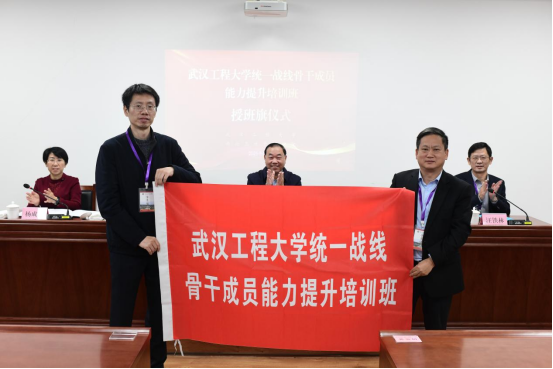 武汉工程大学统一战线骨干成员
能力提升培训班
授班旗仪式
武汉工程大学统一战线
骨干成员能力提升培训班